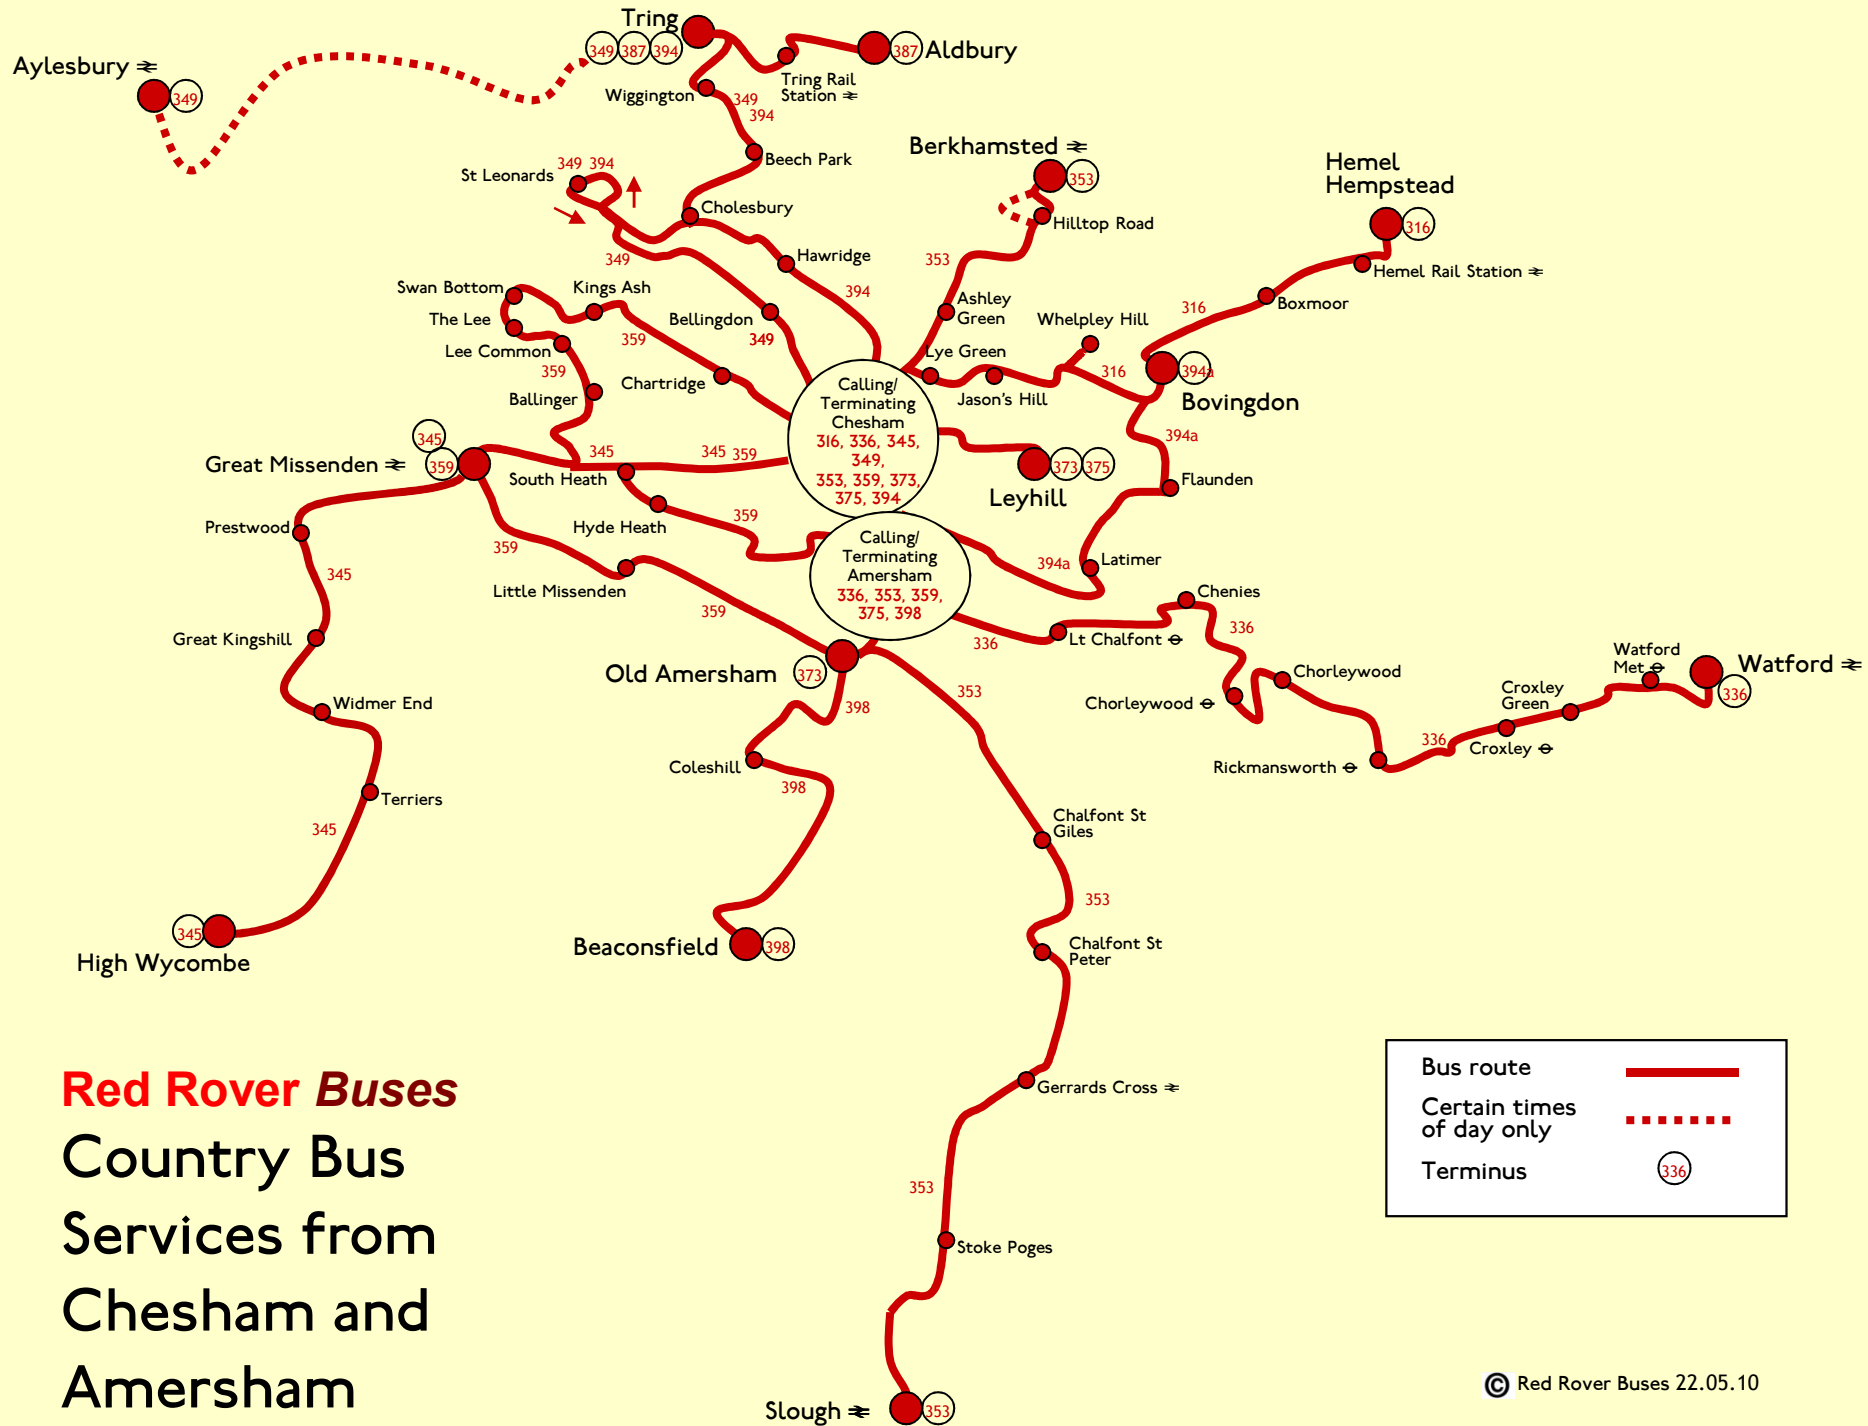 Tring
349 387 394
387 Aldbury
Aylesbury
349
Tring Rail
Station
Wiggington
349
394
Beech Park
Berkhamsted
353
Hemel
Hempstead
316
349 394
St Leonards
Cholesbury
Hilltop Road
349
Hawridge
353
Hemel Rail Station
Swan Bottom
Kings Ash
394
Ashley
Green
316
Boxmoor
The Lee
Bellingdon
Whelpley Hill
359
349
Lee Common
Lye Green
359
Chartridge
316
394a
Ballinger
Jason's Hill
Bovingdon
Calling/
Terminating
Chesham
316, 336, 345,
349,
353, 359, 373,
375, 394
345
394a
Great Missenden
359
345
345 359
373 375
South Heath
Leyhill
Flaunden
Prestwood
Hyde Heath
359
359
Calling/
Terminating
Amersham
336, 353, 359,
375, 398
394a
Latimer
345
Little Missenden
Chenies
359
336
336
Great Kingshill
Lt Chalfont
Old Amersham
373
353
Chorleywood
Watford
Met
Watford
336
Widmer End
398
Chorleywood
Croxley
Green
336
Croxley
Coleshill
398
Rickmansworth
Terriers
345
Chalfont St
Giles
353
345
High Wycombe
Beaconsfield
398
Chalfont St
Peter
Gerrards Cross
353
Stoke Poges
Slough
353
Red Rover Buses
Country Bus
Services from
Chesham and
Amersham
Bus route
Certain times
of day only
Terminus
336
© Red Rover Buses 22.05.10